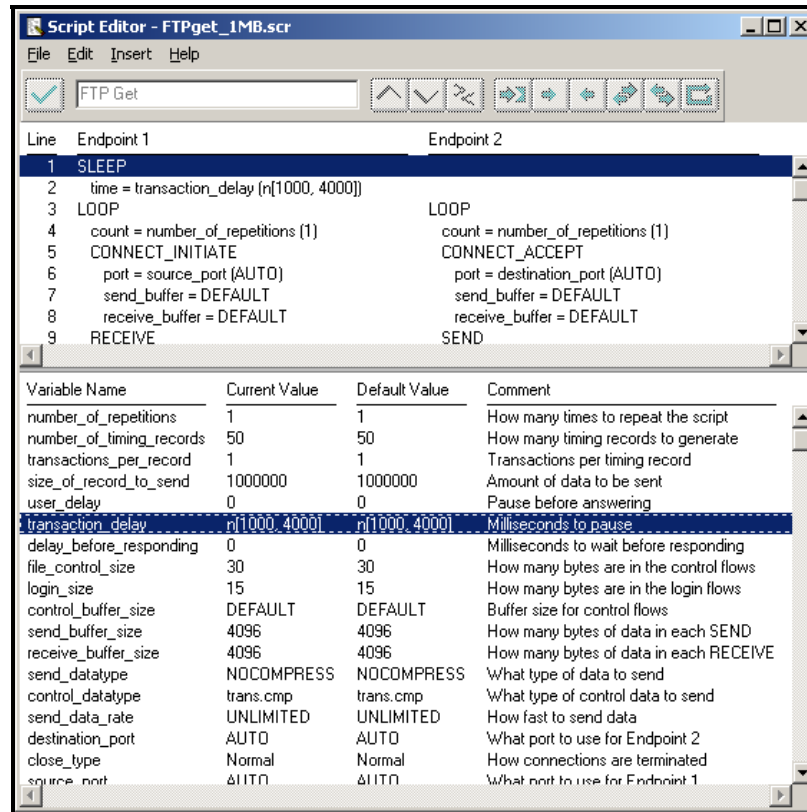 Script Editor - FTPget_1MB.scr
File Edit Insert Help
FTP Get
Line Endpoint 1 Endpoint 2
1 SLEEP
2 time = transaction_delay (n[1000, 4000])
3 LOOP LOOP
4 count = number_of_repetitions (1) count = number_of_repetitions (1)
5 CONNECT_INITIATE CONNECT_ACCEPT
6 port = source_port (AUTO) port = destination_port (AUTO)
7 send_buffer = DEFAULT send_buffer = DEFAULT
8 receive_buffer = DEFAULT receive_buffer = DEFAULT
9 RECEIVE SEND
Variable Name Current Value Default Value Comment
number_of_repetitions 1 1 How many times to repeat the script
number_of_timing_records 50 50 How many timing records to generate
transactions_per_record 1 1 Transactions per timing record
size_of_record_to_send 1000000 1000000 Amount of data to be sent
user_delay 0 0 Pause before answering
transaction_delay n[1000, 4000] n[1000, 4000] Milliseconds to pause
delay_before_responding 0 0 Milliseconds to wait before responding
file_control_size 30 30 How many bytes are in the control flows
login_size 15 15 How many bytes are in the login flows
control_buffer_size DEFAULT DEFAULT Buffer size for control flows
send_buffer_size 4096 4096 How many bytes of data in each SEND
receive_buffer_size 4096 4096 How many bytes of data in each RECEIVE
send_datatype NOCOMPRESS NOCOMPRESS What type of data to send
control_datatype trans.cmp trans.cmp What type of control data to send
send_data_rate UNLIMITED UNLIMITED How fast to send data
destination_port AUTO AUTO What port to use for Endpoint 2
close_type Normal Normal How connections are terminated
source_port AUTO AUTO What port to use for Endpoint 1